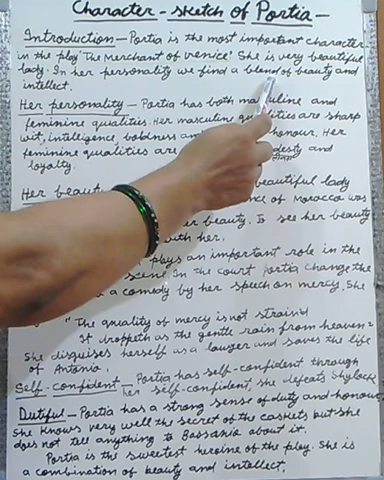 Character-sketch of Portia -
Introduction - Portia is the most important character
in the play 'The Merchant of Venice'. She is very beautiful
lady. In her personality we find a blend of beauty and
intellect.
Her personality - Portia has both masculine and
feminine qualities. Her masculine qualities are sharp
wit, intelligence boldness and honour. Her
feminine qualities are and
loyalty.
Her beauty beautiful lady
of Morocco was
her beauty. To see her beauty
with her.
plays an important role in the
scene. In the court Portia change the
a comedy by her speech on mercy. She
"The quality of mercy is not strain'd
It droppeth as the gentle rain from heaven"
She disguises herself as a lawyer and saves the life
of Antonio.
Self-confident - Portia has self-confident through
her self-confident, she defeats Shylock
Dutiful - Portia has a strong sense of duty and honour
She knows very well the secret of the caskets but she
does not tell anything to Bassanio about it.
Portia is the sweetest heroine of the play. She is
a combination of beauty and intellect.